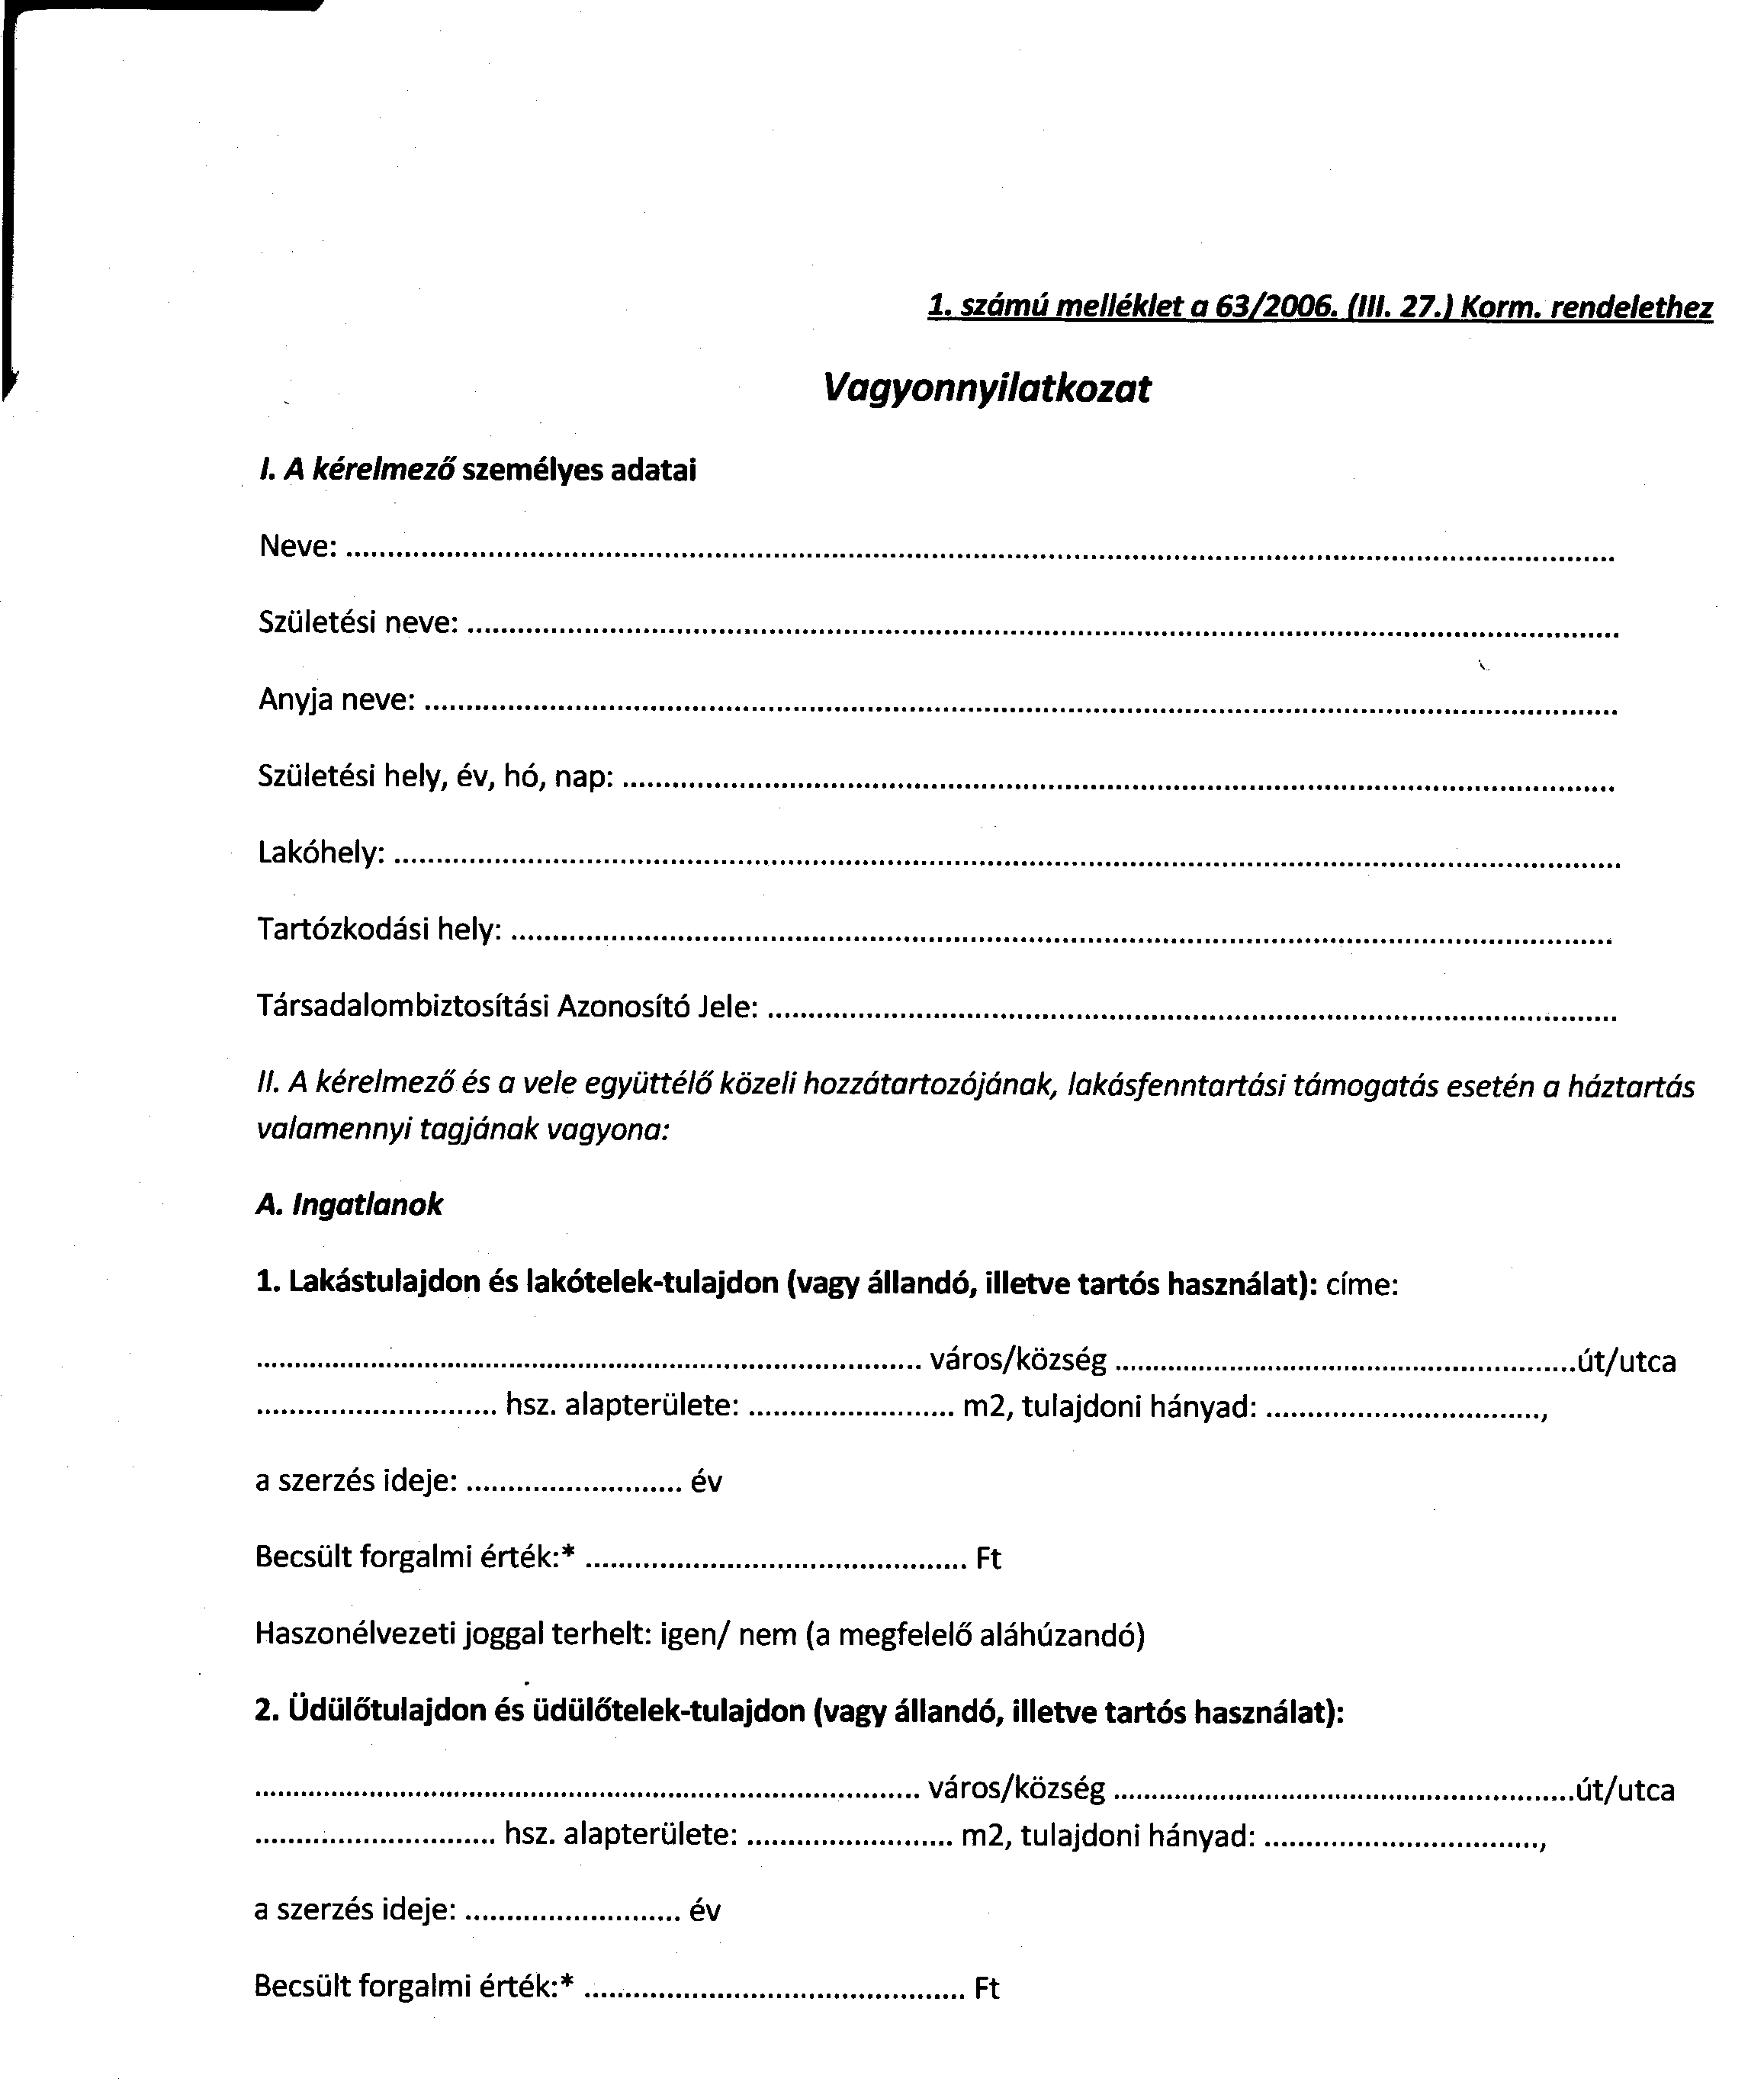 1. számú melléklet a 63/2006. (III. 27.) Korm. rendelethez
Vagyonnyilatkozat
I. A kérelmező személyes adatai
Neve: ........................................................................................................................
Születési neve: ........................................................................................................................
Anyja neve: ........................................................................................................................
Születési hely, év, hó, nap: ........................................................................................................................
Lakóhely: ........................................................................................................................
Tartózkodási hely: ........................................................................................................................
Társadalombiztosítási Azonosító Jele: ........................................................................................................................
II. A kérelmező és a vele együttélő közeli hozzátartozójának, lakásfenntartási támogatás esetén a háztartás
valamennyi tagjának vagyona:
A. Ingatlanok
1. Lakástulajdon és lakótelek-tulajdon (vagy állandó, illetve tartós használat): címe:
................................................................................ város/község .......................................................út/utca
............................. hsz. alapterülete: ......................... m2, tulajdoni hányad: .................................,
a szerzés ideje: .......................... év
Becsült forgalmi érték:* .............................................. Ft
Haszonélvezeti joggal terhelt: igen/ nem (a megfelelő aláhúzandó)
2. Üdülőtulajdon és üdülőtelek-tulajdon (vagy állandó, illetve tartós használat):
................................................................................ város/község .......................................................út/utca
............................. hsz. alapterülete: ......................... m2, tulajdoni hányad: .................................,
a szerzés ideje: .......................... év
Becsült forgalmi érték:* .............................................. Ft